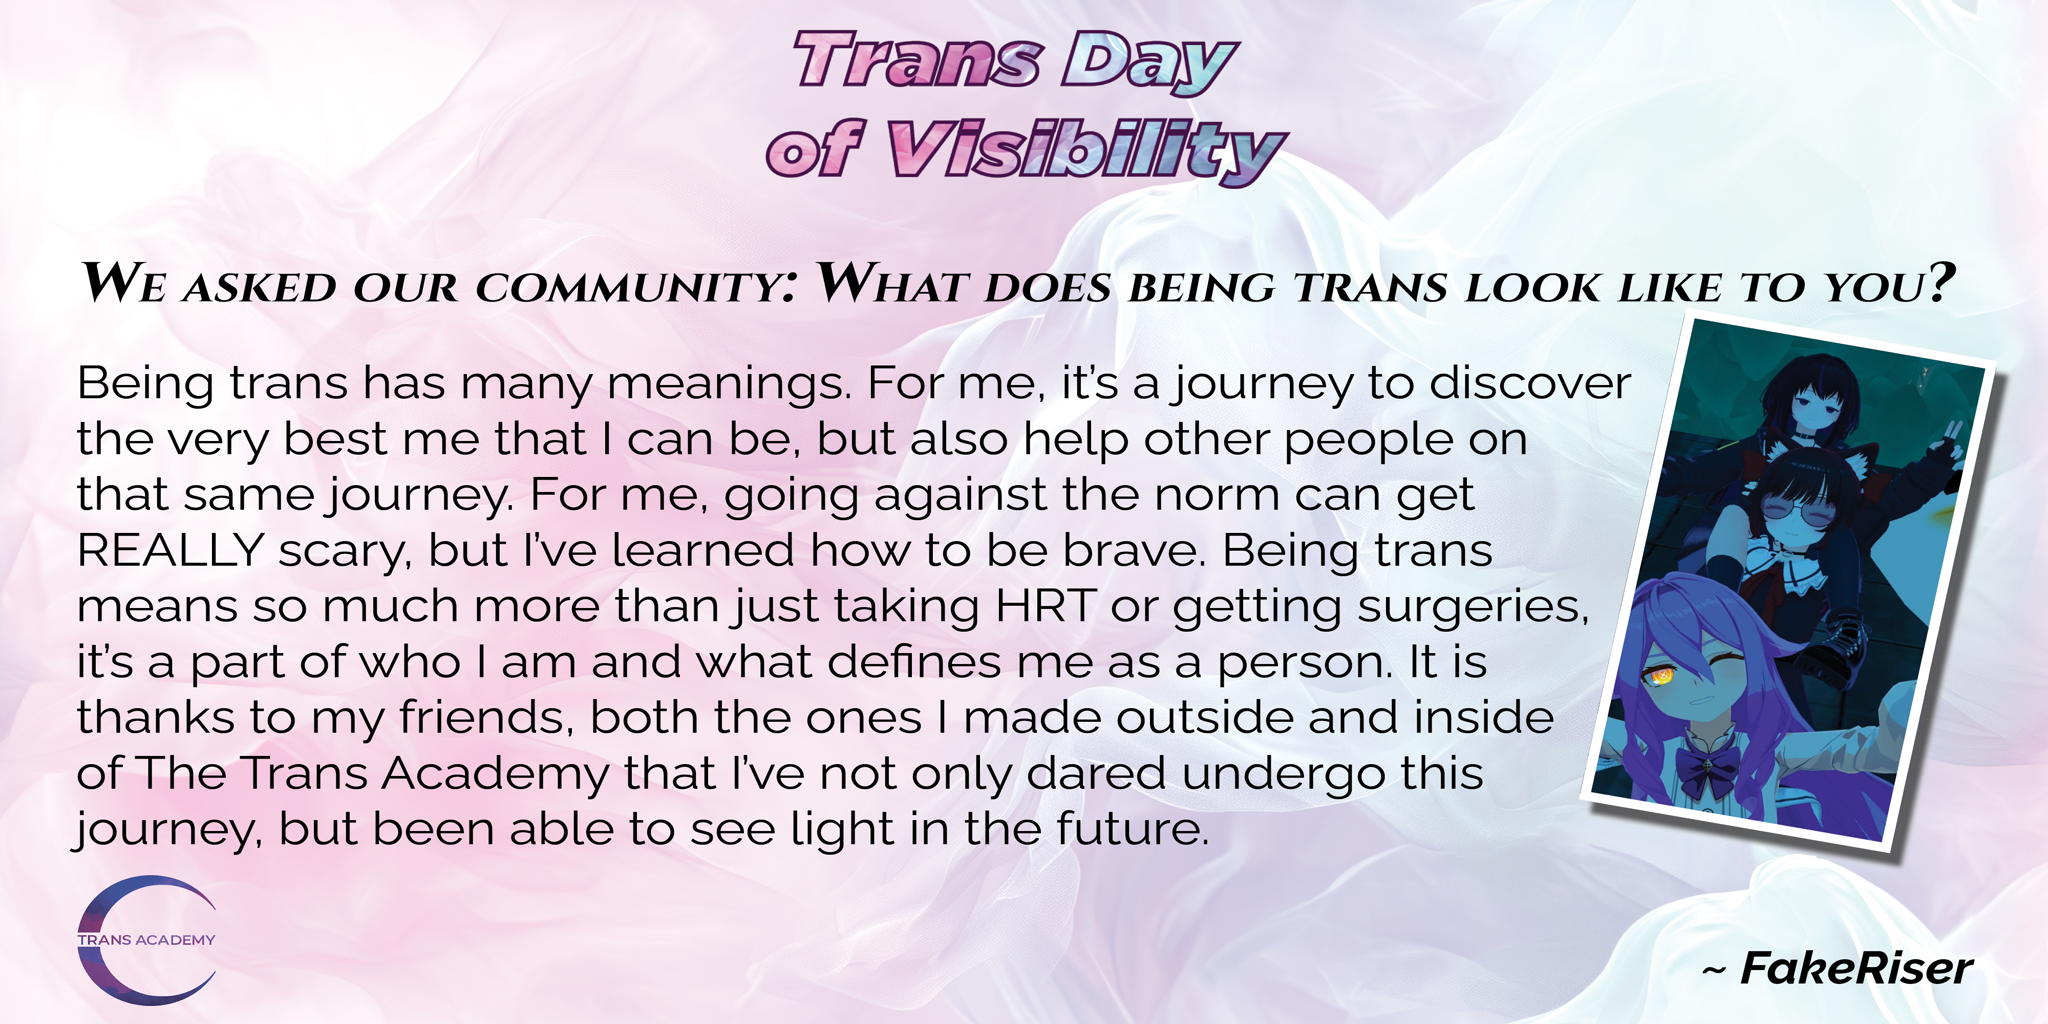 Trans Day
of Visibility
We asked our community: What does being trans look like to you?
Being trans has many meanings. For me, it's a journey to discover
the very best me that I can be, but also help other people on
that same journey. For me, going against the norm can get
REALLY scary, but I've learned how to be brave. Being trans
means so much more than just taking HRT or getting surgeries,
it's a part of who I am and what defines me as a person. It is
thanks to my friends, both the ones I made outside and inside
of The Trans Academy that I've not only dared undergo this
journey, but been able to see light in the future.
TRANS ACADEMY
~ FakeRiser